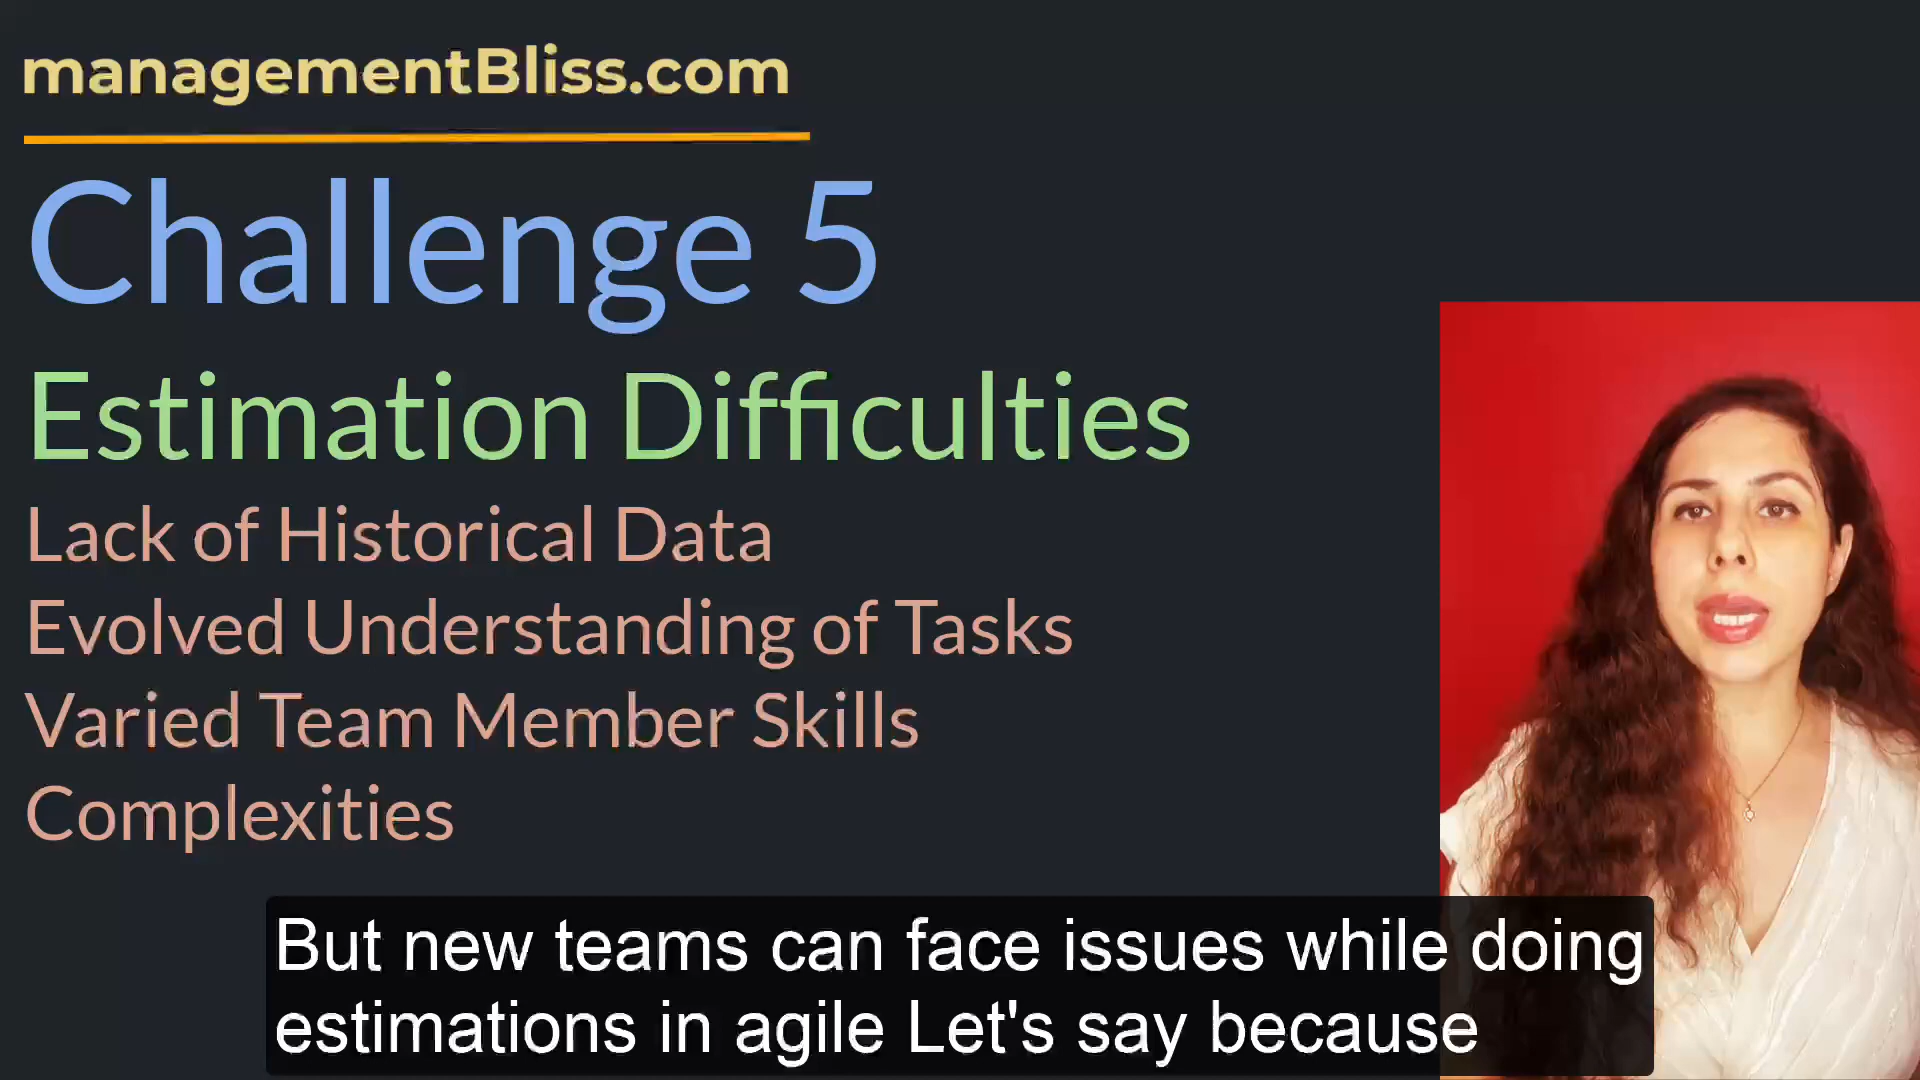 managementBliss.com
Challenge 5
Estimation Difficulties
Lack of Historical Data
Evolved Understanding of Tasks
Varied Team Member Skills
Complexities
But new teams can face issues while doing
estimations in agile Let's say because